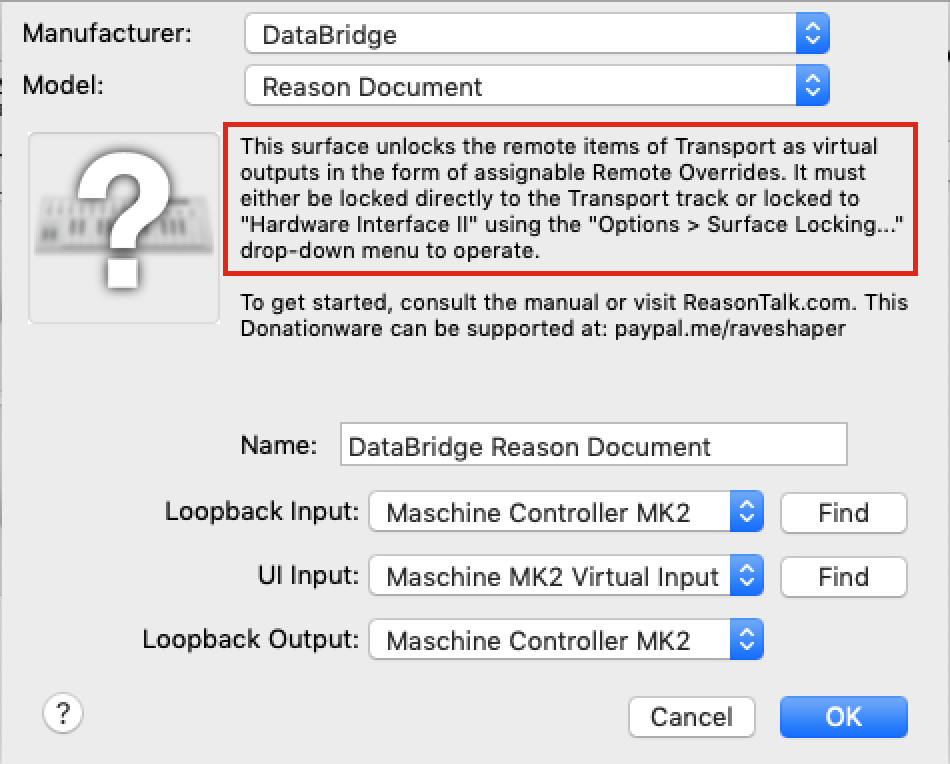 Manufacturer: DataBridge
Model: Reason Document
?
This surface unlocks the remote items of Transport as virtual
outputs in the form of assignable Remote Overrides. It must
either be locked directly to the Transport track or locked to
"Hardware Interface II" using the "Options > Surface Locking..."
drop-down menu to operate.
To get started, consult the manual or visit ReasonTalk.com. This
Donationware can be supported at: paypal.me/raveshaper
Name: DataBridge Reason Document
Loopback Input: Maschine Controller MK2 Find
UI Input: Maschine MK2 Virtual Input Find
Loopback Output: Maschine Controller MK2
? Cancel OK